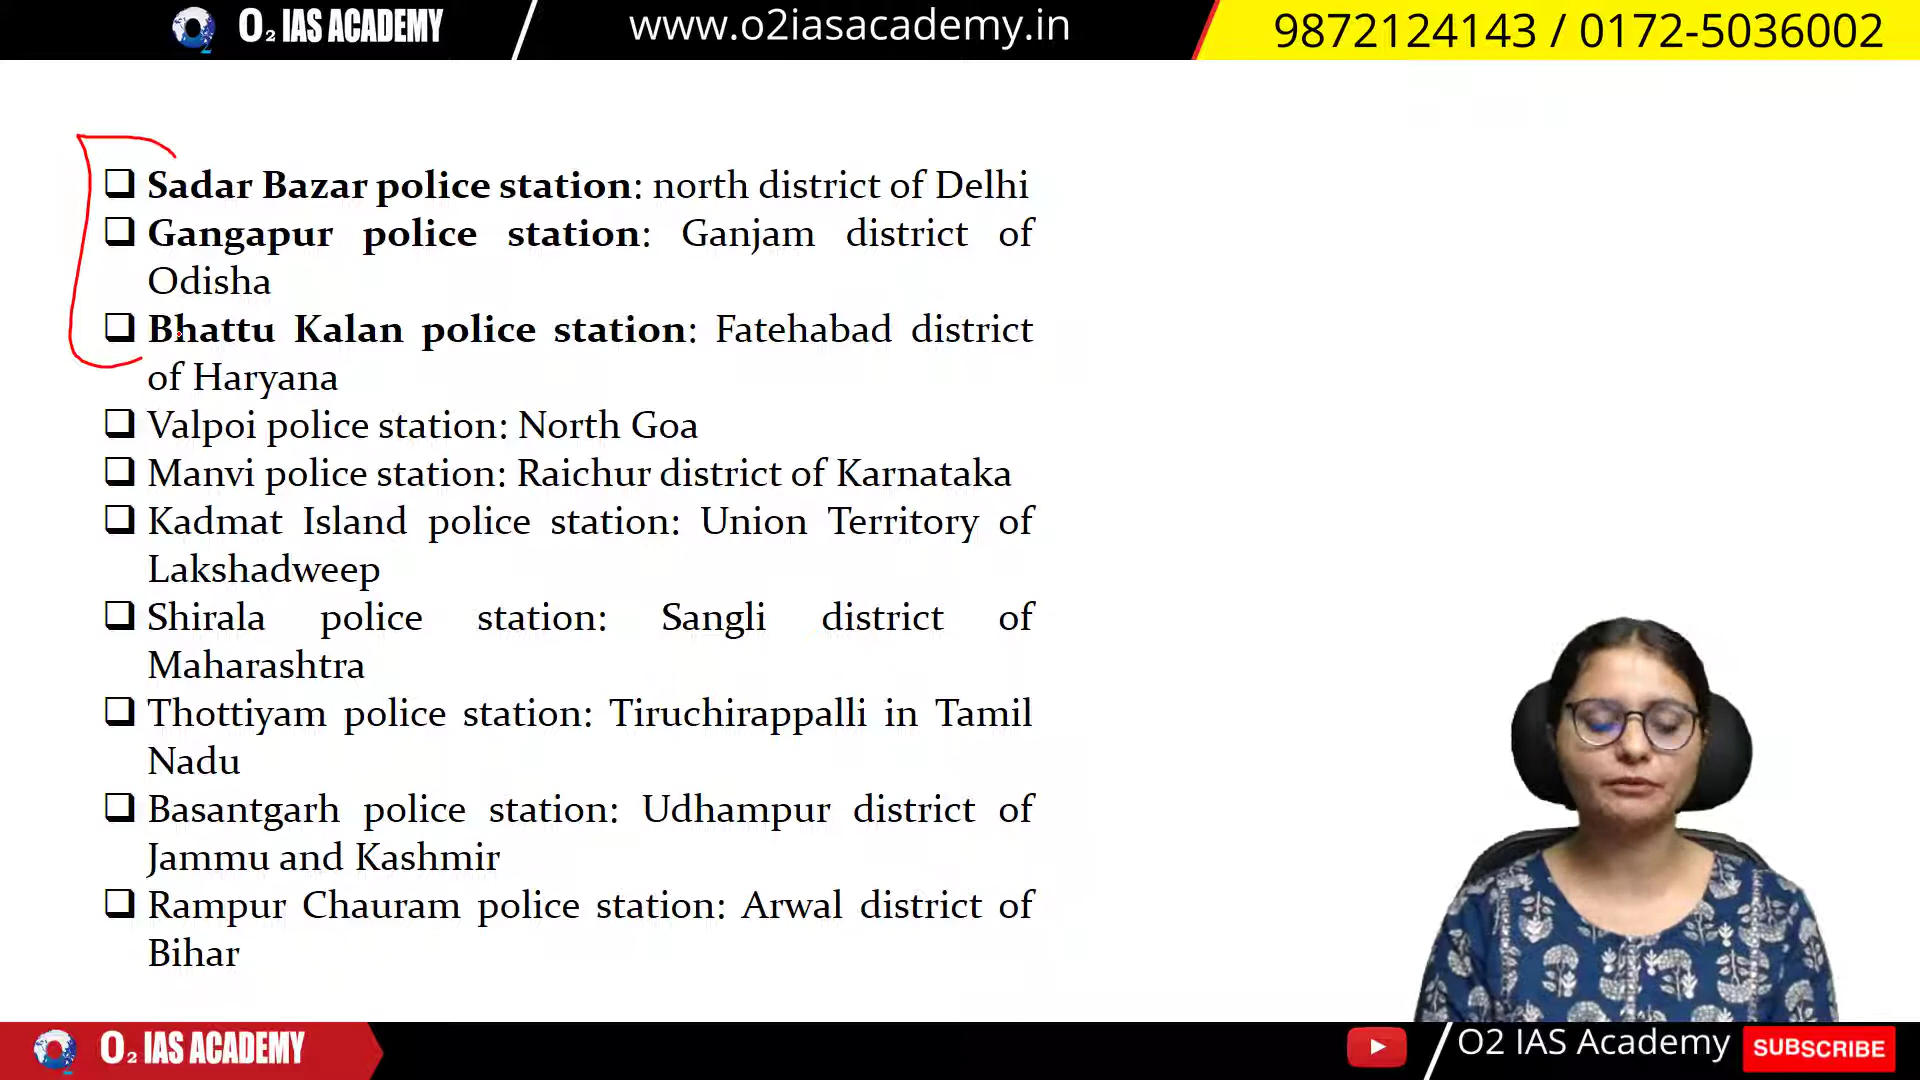 O2 IAS ACADEMY
www.o2iasacademy.in
9872124143 / 0172-5036002
❑ Sadar Bazar police station: north district of Delhi
❑ Gangapur police station: Ganjam district of
Odisha
❑ Bhattu Kalan police station: Fatehabad district
of Haryana
❑ Valpoi police station: North Goa
❑ Manvi police station: Raichur district of Karnataka
❑ Kadmat Island police station: Union Territory of
Lakshadweep
❑ Shirala police station: Sangli district of
Maharashtra
❑ Thottiyam police station: Tiruchirappalli in Tamil
Nadu
❑ Basantgarh police station: Udhampur district of
Jammu and Kashmir
❑ Rampur Chauram police station: Arwal district of
Bihar
O2 IAS ACADEMY
O2 IAS Academy
SUBSCRIBE